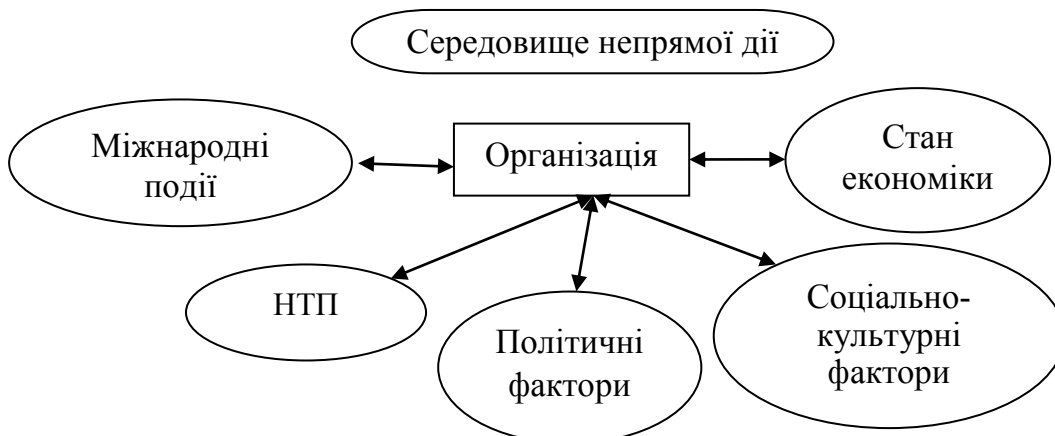 Середовище непрямої дії
Міжнародні
події
Організація
Стан
економіки
НТП
Політичні
фактори
Соціально-
культурні
фактори